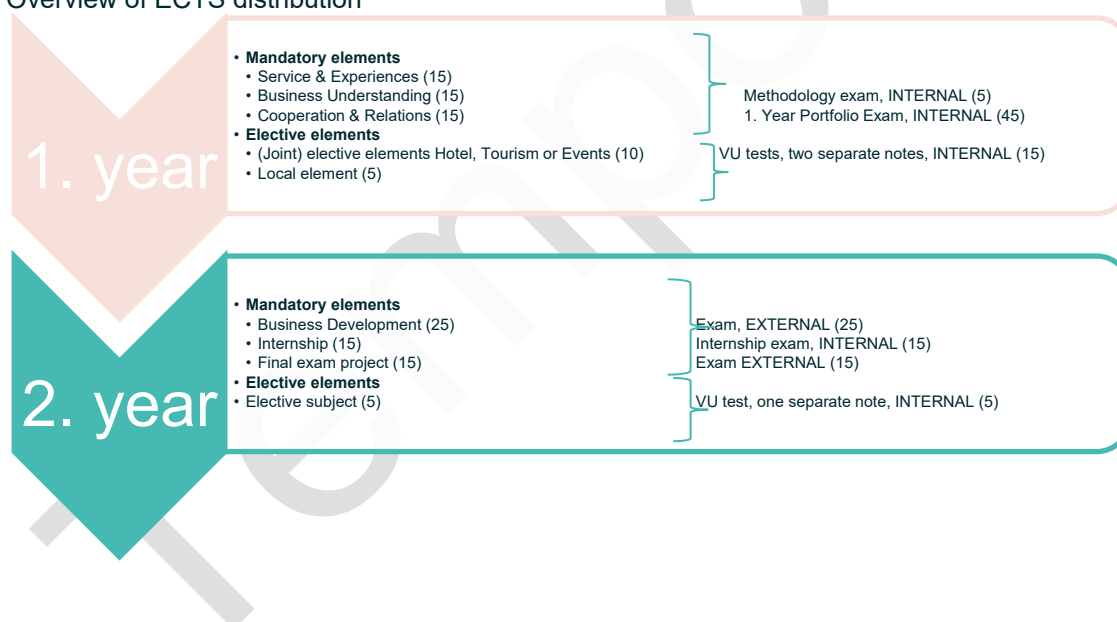 Overview of ECTS distribution
1. year
• Mandatory elements
• Service & Experiences (15)
• Business Understanding (15)
• Cooperation & Relations (15)
• Elective elements
• (Joint) elective elements Hotel, Tourism or Events (10)
• Local element (5)
Methodology exam, INTERNAL (5)
1. Year Portfolio Exam, INTERNAL (45)
VU tests, two separate notes, INTERNAL (15)
2. year
• Mandatory elements
• Business Development (25)
• Internship (15)
• Final exam project (15)
• Elective elements
• Elective subject (5)
Exam, EXTERNAL (25)
Internship exam, INTERNAL (15)
Exam EXTERNAL (15)
VU test, one separate note, INTERNAL (5)